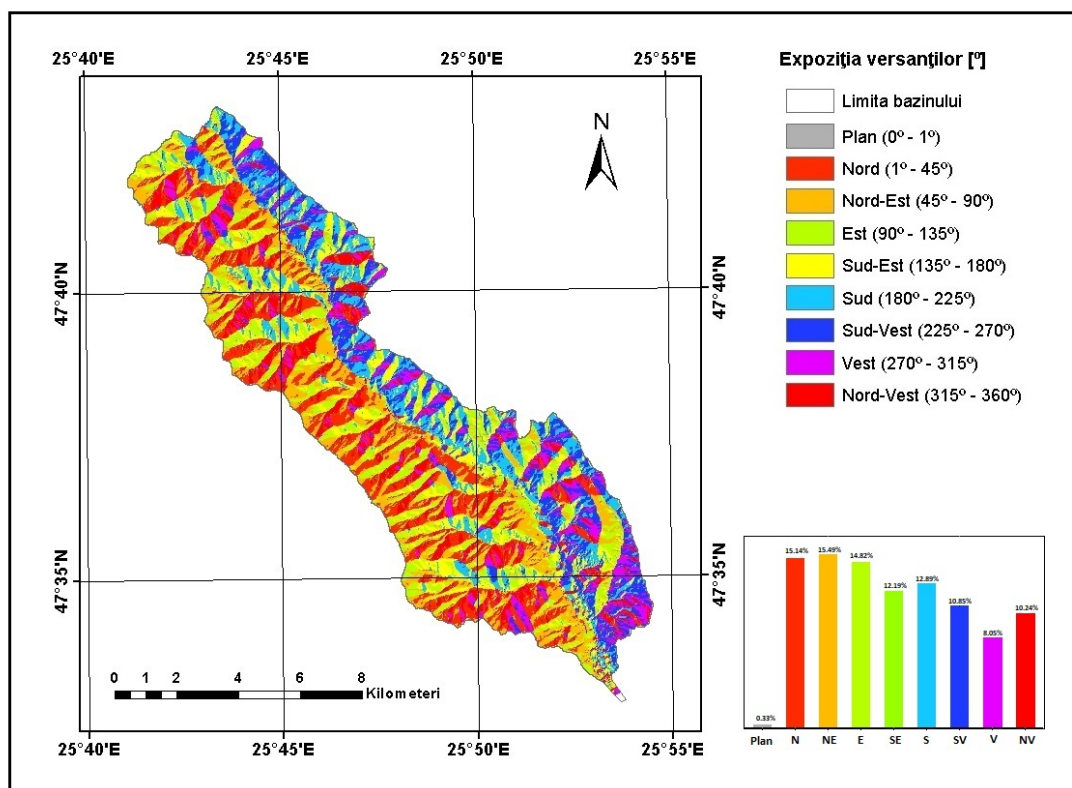 25°40'E 25°45'E 25°50'E 25°55'E
47°40'N 47°40'N
47°35'N 47°35'N
N
0 1 2 4 6 8
Kilometeri
25°40'E 25°45'E 25°50'E 25°55'E
Expoziţia versanţilor [º]
Limita bazinului
Plan (0º - 1º)
Nord (1º - 45º)
Nord-Est (45º - 90º)
Est (90º - 135º)
Sud-Est (135º - 180º)
Sud (180º - 225º)
Sud-Vest (225º - 270º)
Vest (270º - 315º)
Nord-Vest (315º - 360º)
0.33% 15.14% 15.49% 14.82% 12.19% 12.89% 10.85% 8.05% 10.24%
Plan N NE E SE S SV V NV